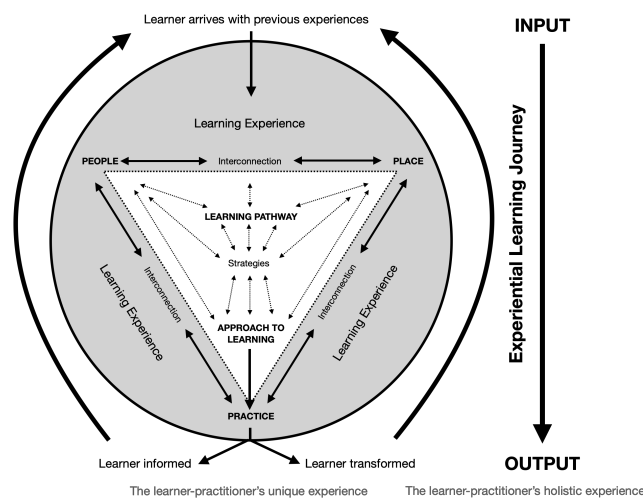 Learner arrives with previous experiences
INPUT
Learning Experience
PEOPLE
Interconnection
PLACE
LEARNING PATHWAY
Strategies
Interconnection
Interconnection
Learning Experience
Learning Experience
Experiential Learning Journey
APPROACH TO
LEARNING
PRACTICE
Learner informed
Learner transformed
OUTPUT
The learner-practitioner's unique experience
The learner-practitioner's holistic experience